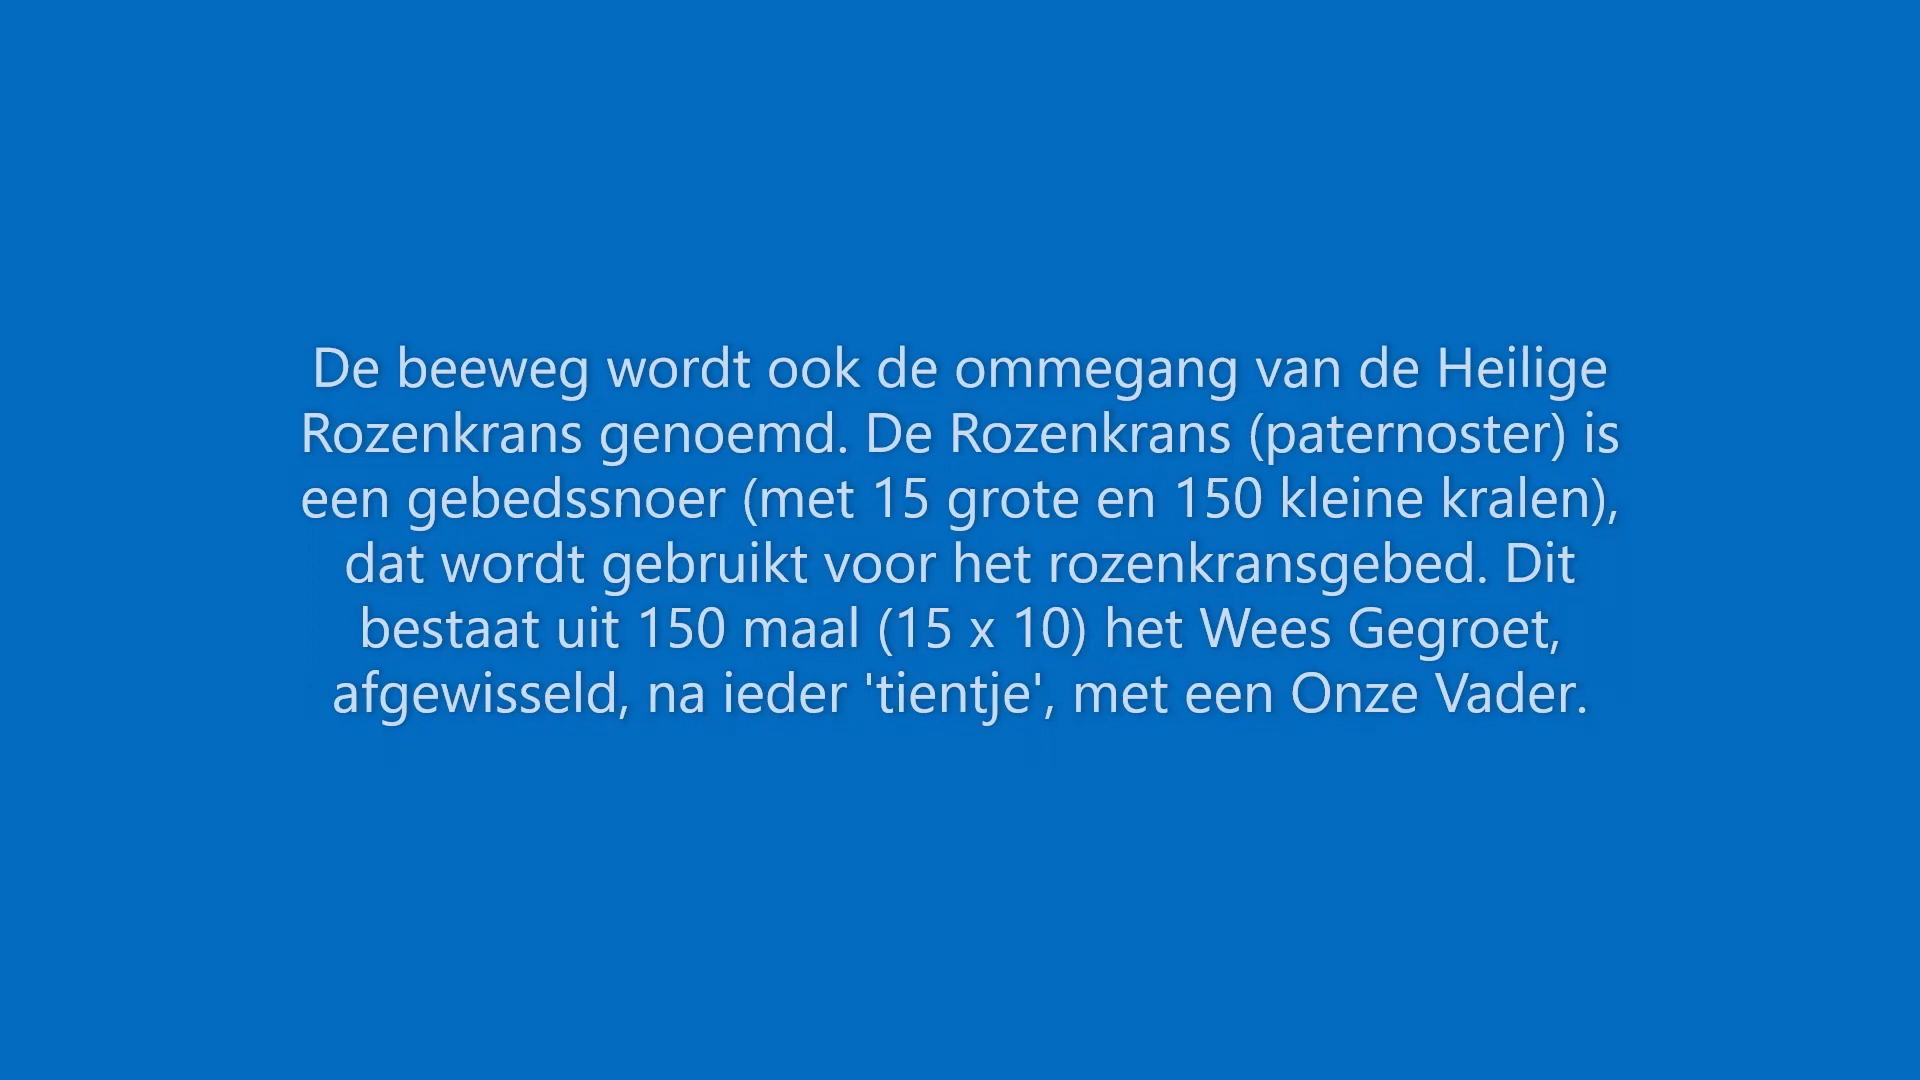 De beeweg wordt ook de ommegang van de Heilige
Rozenkrans genoemd. De Rozenkrans (paternoster) is
een gebedssnoer (met 15 grote en 150 kleine kralen),
dat wordt gebruikt voor het rozenkransgebed. Dit
bestaat uit 150 maal (15 x 10) het Wees Gegroet,
afgewisseld, na ieder 'tientje', met een Onze Vader.